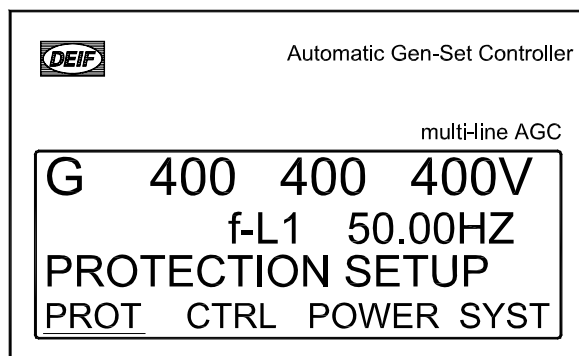 DEIF
Automatic Gen-Set Controller
multi-line AGC
G 400 400 400V
f-L1 50.00HZ
PROTECTION SETUP
PROT CTRL POWER SYST